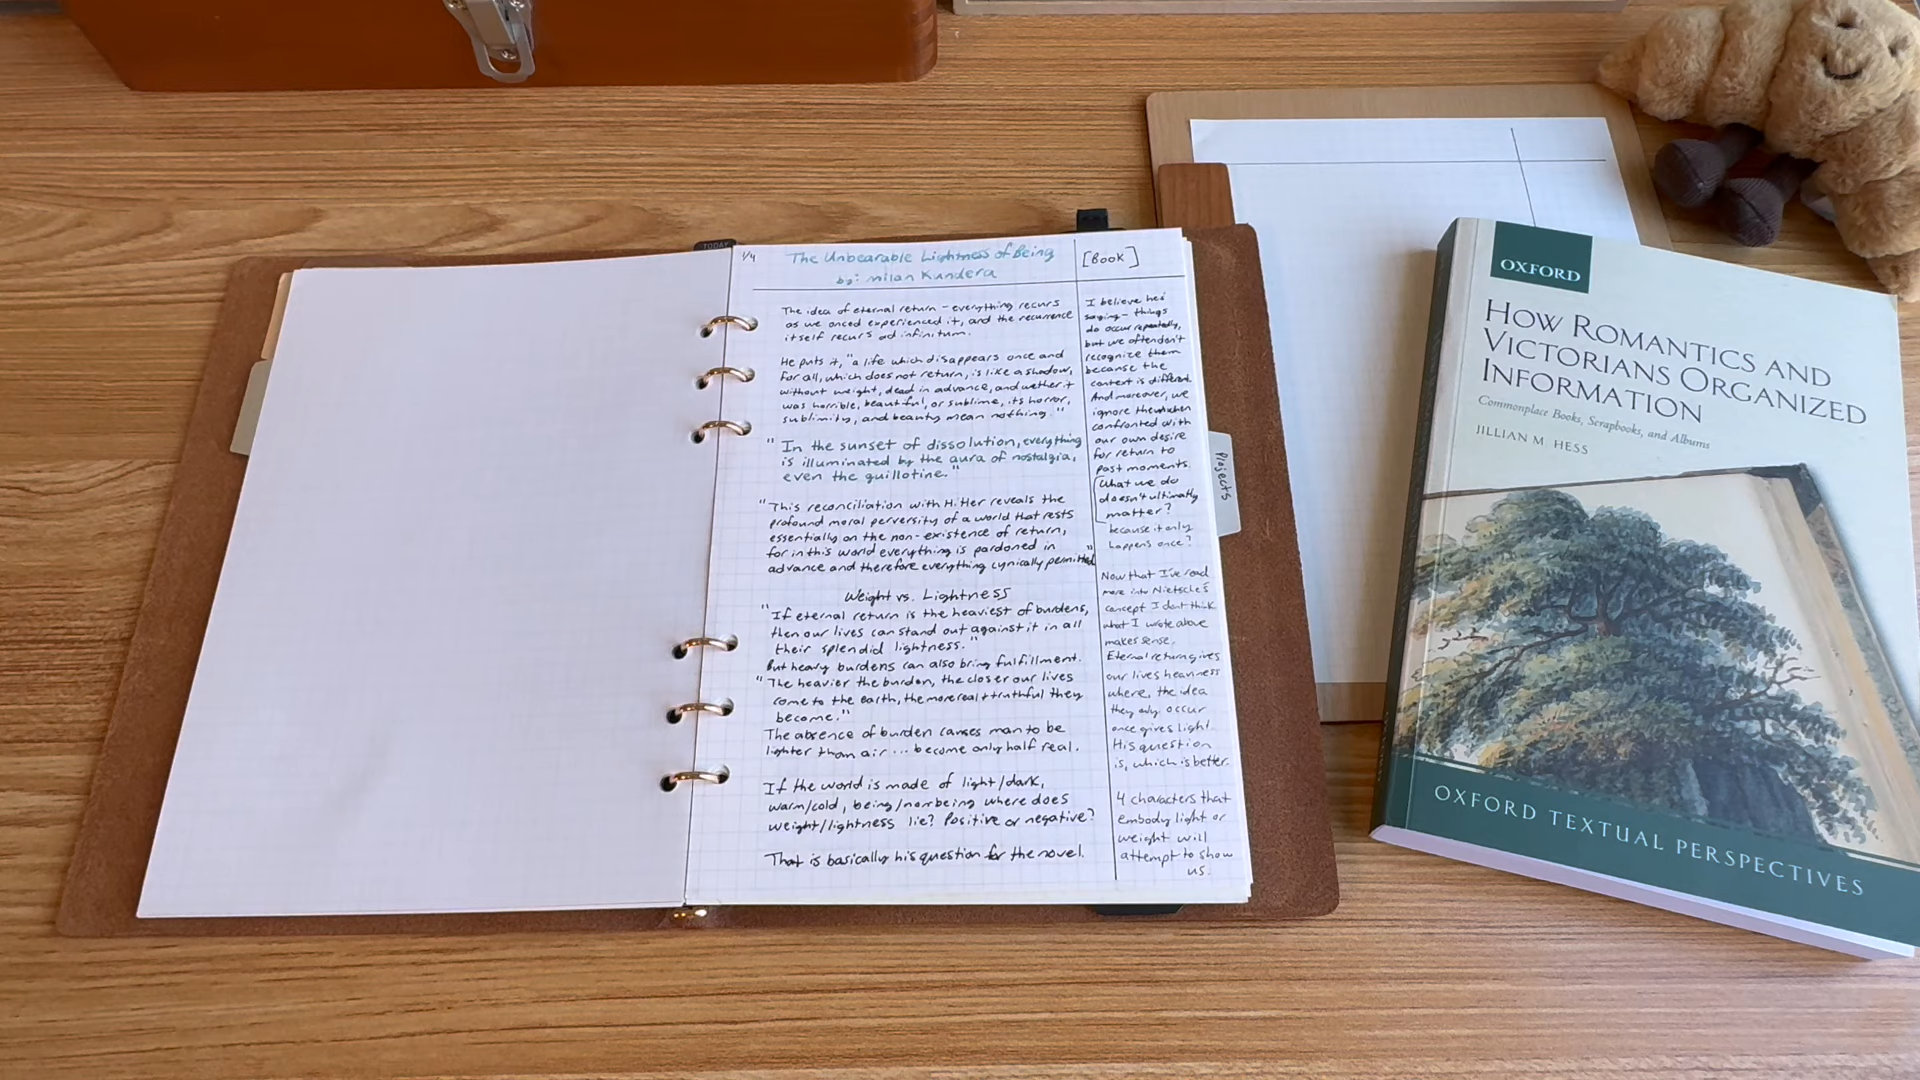 TODAY
1/4
The Unbearable Lightness of Being
by: Milan Kundera
[Book]
The idea of eternal return - everything recurs
as we onced experienced it, and the recurrence
itself recurs ad infinitum.
He puts it, "a life which disappears once and
for all, which does not return, is like a shadow,
without weight, dead in advance, and wether it
was horrible, beautiful, or sublime, its horror,
sublimity, and beauty mean nothing."
"In the sunset of dissolution, everything
is illuminated by the aura of nostalgia,
even the guillotine."
"This reconciliation with Hitler reveals the
profound moral perversity of a world that rests
essentially on the non-existence of return,
for in this world everything is pardoned in
advance and therefore everything cynically permitted"
Weight vs. Lightness
"If eternal return is the heaviest of burdens,
then our lives can stand out against it in all
their splendid lightness."
But heavy burdens can also bring fulfillment.
"The heavier the burden, the closer our lives
come to the earth, the more real + truthful they
become."
The absence of burden causes man to be
lighter than air... become only half real.
If the world is made of light/dark,
warm/cold, being/nonbeing where does
weight/lightness lie? Positive or negative?
That is basically his question for the novel.
I believe he's
saying - things
do occur repeatedly,
but we often don't
recognize them
because the
context is different.
And moreover, we
ignore them when
confronted with
our own desire
for return to
past moments.
What we do
doesn't ultimatly
matter?
because it only
happens once?
Now that I've read
more into Nietsche's
concept I dont think
what I wrote above
makes sense.
Eternal return gives
our lives heaviness
where, the idea
they only occur
once gives light.
His question
is, which is better.
4 characters that
embody light or
weight will
attempt to show
us.
Projects
OXFORD
HOW ROMANTICS AND
VICTORIANS ORGANIZED
INFORMATION
Commonplace Books, Scrapbooks, and Albums
JILLIAN M. HESS
OXFORD TEXTUAL PERSPECTIVES